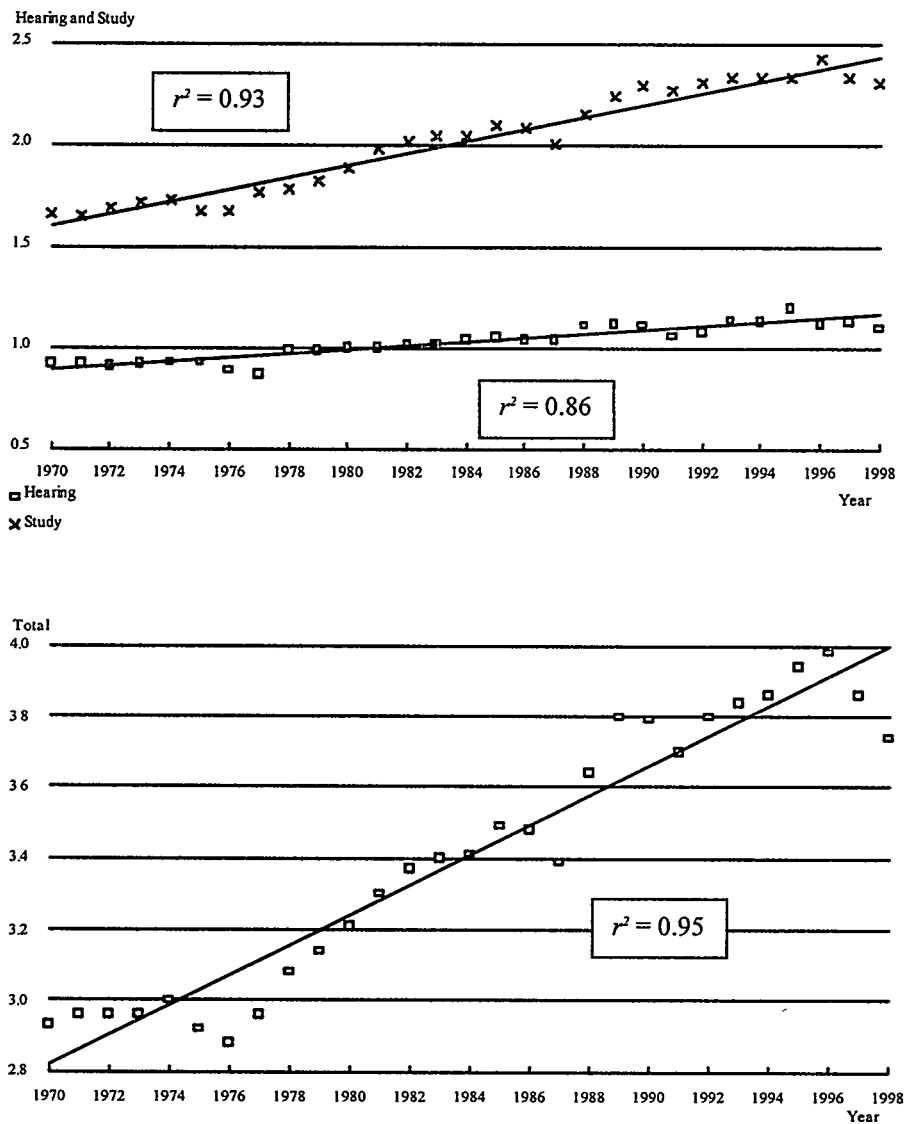 Hearing and Study
2.5
r² = 0.93
2.0
1.5
1.0
r² = 0.86
0.5
1970 1972 1974 1976 1978 1980 1982 1984 1986 1988 1990 1992 1994 1996 1998
Hearing
Year
Study
Total
4.0
3.8
3.6
3.4
r² = 0.95
3.2
3.0
2.8
1970 1972 1974 1976 1978 1980 1982 1984 1986 1988 1990 1992 1994 1996 1998
Year